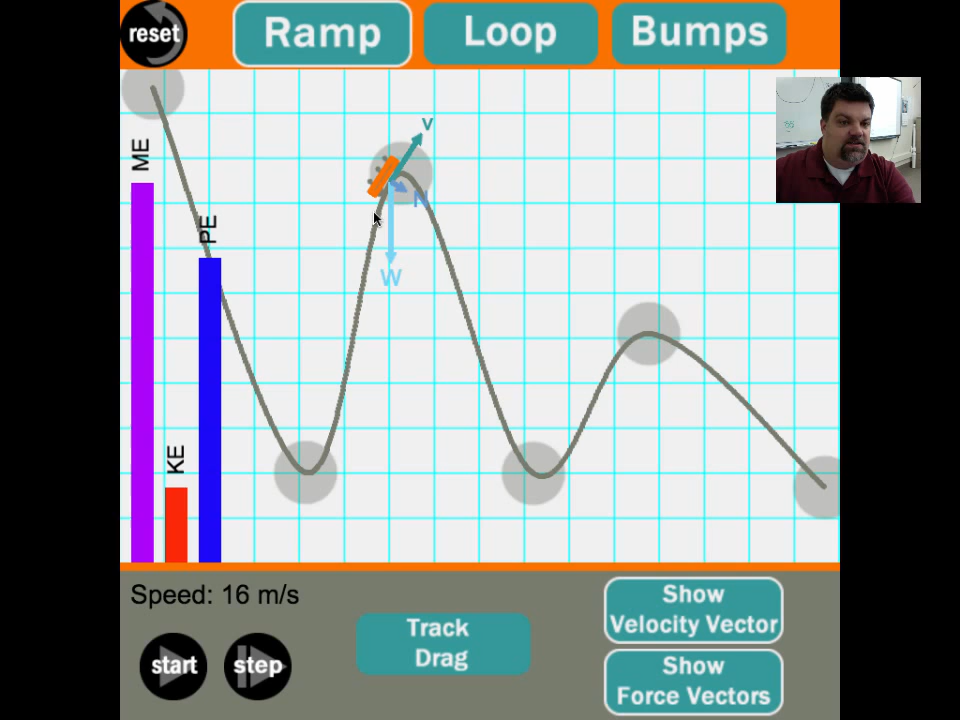 reset
Ramp
Loop
Bumps
ME
PE
KE
v
N
W
Speed: 16 m/s
start
step
Track
Drag
Show
Velocity Vector
Show
Force Vectors